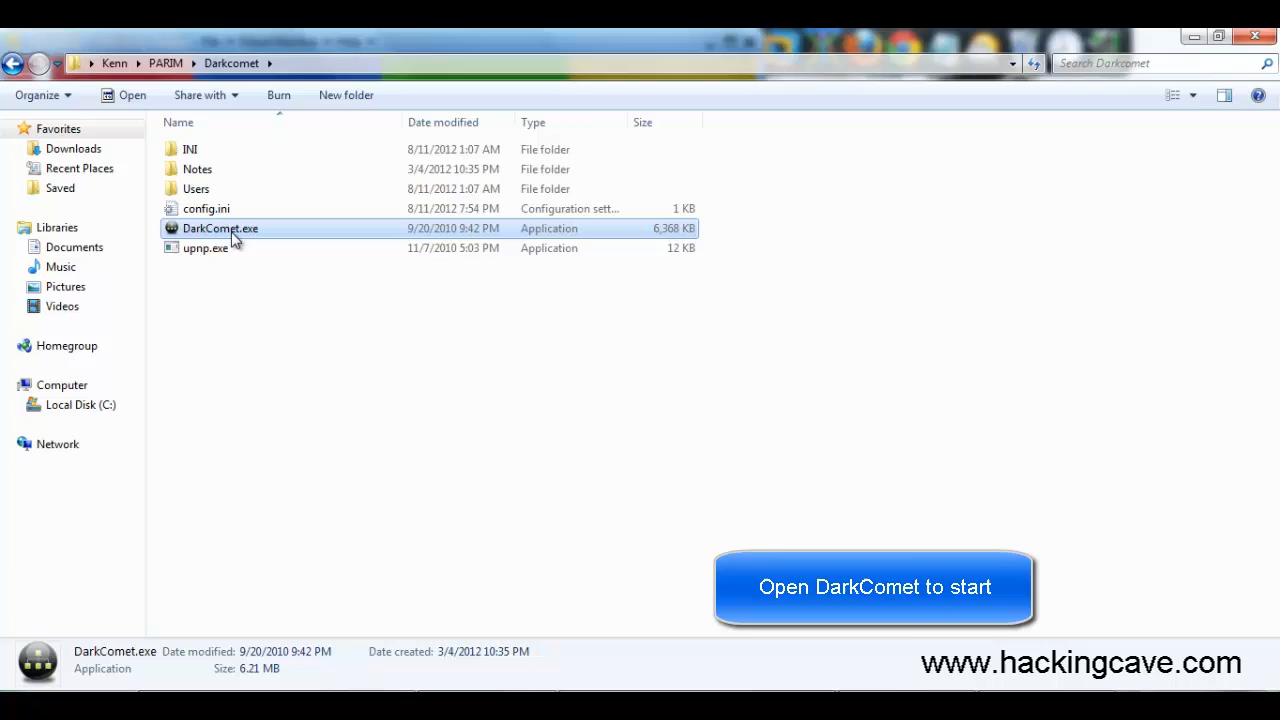 Kenn PARIM Darkcomet
Search Darkcomet
Organize Open Share with Burn New folder
Name Date modified Type Size
Favorites
Downloads
Recent Places
Saved
Libraries
Documents
Music
Pictures
Videos
Homegroup
Computer
Local Disk (C:)
Network
INI 8/11/2012 1:07 AM File folder
Notes 3/4/2012 10:35 PM File folder
Users 8/11/2012 1:07 AM File folder
config.ini 8/11/2012 7:54 PM Configuration sett... 1 KB
DarkComet.exe 9/20/2010 9:42 PM Application 6,368 KB
upnp.exe 11/7/2010 5:03 PM Application 12 KB
Open DarkComet to start
DarkComet.exe Date modified: 9/20/2010 9:42 PM Date created: 3/4/2012 10:35 PM
Application Size: 6.21 MB
www.hackingcave.com